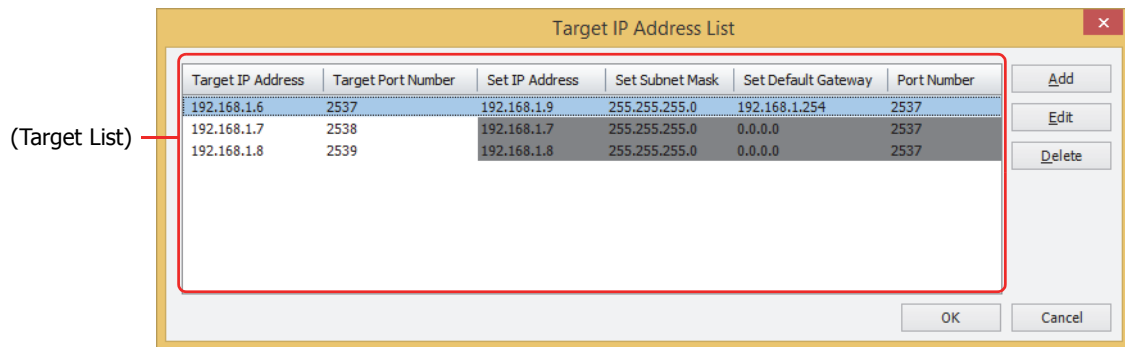 Target IP Address List
Target IP Address Target Port Number Set IP Address Set Subnet Mask Set Default Gateway Port Number
192.168.1.6 2537 192.168.1.9 255.255.255.0 192.168.1.254 2537
192.168.1.7 2538 192.168.1.7 255.255.255.0 0.0.0.0 2537
192.168.1.8 2539 192.168.1.8 255.255.255.0 0.0.0.0 2537
(Target List)
Add
Edit
Delete
OK Cancel